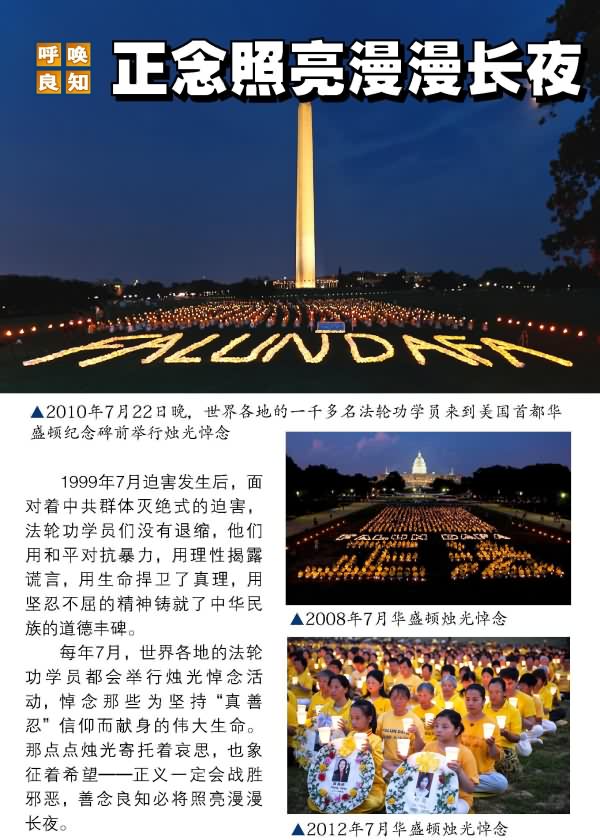 呼唤
良知
正念照亮漫漫长夜
FALUN DAFA
▲2010年7月22日晚，世界各地的一千多名法轮功学员来到美国首都华
盛顿纪念碑前举行烛光悼念
1999年7月迫害发生后，面
对着中共群体灭绝式的迫害，
法轮功学员们没有退缩，他们
用和平对抗暴力，用理性揭露
谎言，用生命捍卫了真理，用
坚忍不屈的精神铸就了中华民
族的道德丰碑。
每年7月，世界各地的法轮
功学员都会举行烛光悼念活
动，悼念那些为坚持“真善
忍”信仰而献身的伟大生命。
那点点烛光寄托着哀思，也象
征着希望——正义一定会战胜
邪恶，善念良知必将照亮漫漫
长夜。
FALUN DAFA
正法
▲2008年7月华盛顿烛光悼念
▲2012年7月华盛顿烛光悼念